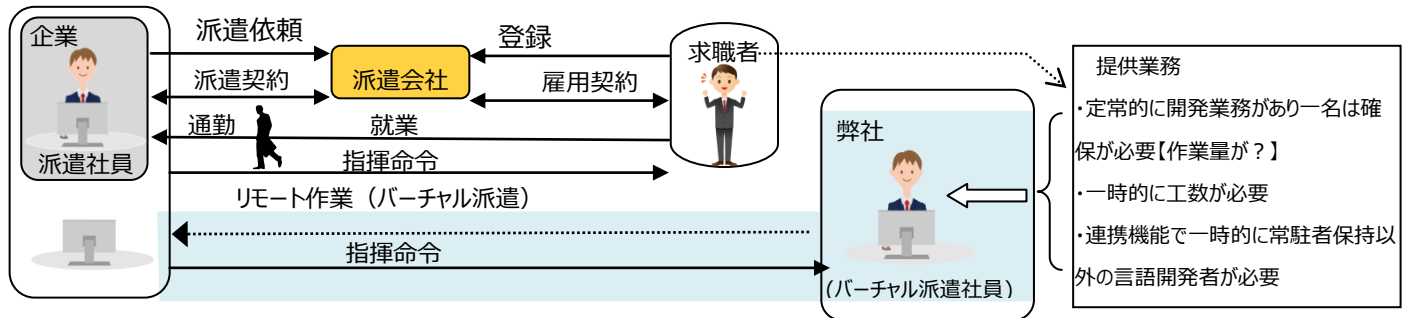 企業
派遣依頼
登録
求職者
派遣会社
派遣契約
雇用契約
通勤
就業
派遣社員
指揮命令
リモート作業（バーチャル派遣）
指揮命令
弊社
(バーチャル派遣社員）
提供業務
・定常的に開発業務があり一名は確
保が必要【作業量が？】
・一時的に工数が必要
・連携機能で一時的に常駐者保持以
外の言語開発者が必要